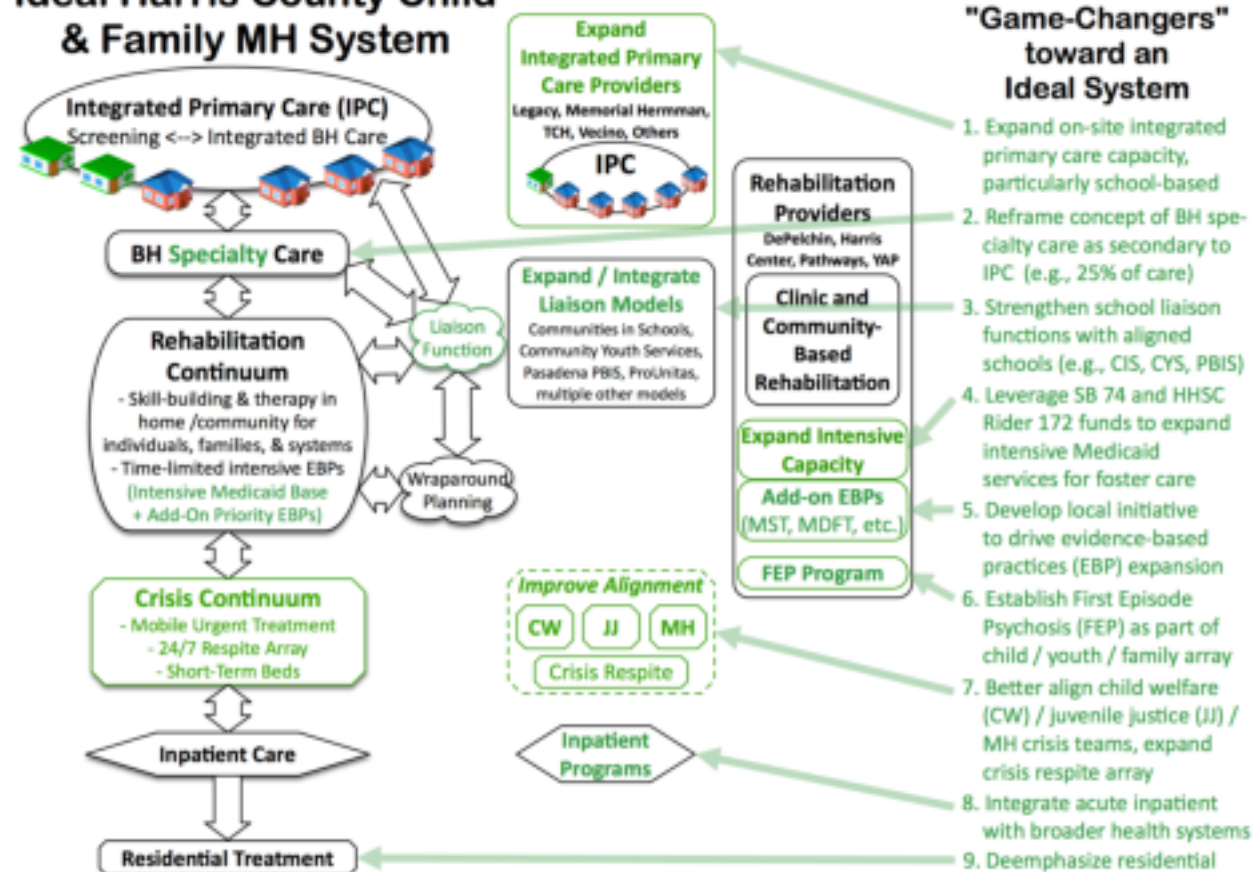 Ideal Harris County Child
& Family MH System
Integrated Primary Care (IPC)
Screening <--> Integrated BH Care
BH Specialty Care
Rehabilitation
Continuum
- Skill-building & therapy in
home /community for
individuals, families, & systems
- Time-limited intensive EBPs
(Intensive Medicaid Base
+ Add-On Priority EBPs)
Liaison
Function
Wraparound
Planning
Crisis Continuum
- Mobile Urgent Treatment
- 24/7 Respite Array
- Short-Term Beds
Inpatient Care
Residential Treatment
Expand
Integrated Primary
Care Providers
Legacy, Memorial Hermman,
TCH, Vecino, Others
IPC
Expand / Integrate
Liaison Models
Communities in Schools,
Community Youth Services,
Pasadena PBIS, ProUnitas,
multiple other models
Improve Alignment
CW
JJ
MH
Crisis Respite
Inpatient
Programs
Rehabilitation
Providers
DePelchin, Harris
Center, Pathways, YAP
Clinic and
Community-
Based
Rehabilitation
Expand Intensive
Capacity
Add-on EBPs
(MST, MDFT, etc.)
FEP Program
"Game-Changers"
toward an
Ideal System
1. Expand on-site integrated
primary care capacity,
particularly school-based
2. Reframe concept of BH spe-
cialty care as secondary to
IPC (e.g., 25% of care)
3. Strengthen school liaison
functions with aligned
schools (e.g., CIS, CYS, PBIS)
4. Leverage SB 74 and HHSC
Rider 172 funds to expand
intensive Medicaid
services for foster care
5. Develop local initiative
to drive evidence-based
practices (EBP) expansion
6. Establish First Episode
Psychosis (FEP) as part of
child / youth / family array
7. Better align child welfare
(CW) / juvenile justice (JJ) /
MH crisis teams, expand
crisis respite array
8. Integrate acute inpatient
with broader health systems
9. Deemphasize residential